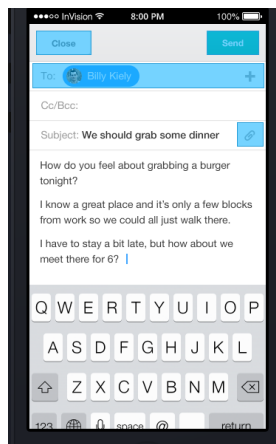 InVision 8:00 PM 100%
Close Send
To: Billy Kiely +
Cc/Bcc:
Subject: We should grab some dinner
How do you feel about grabbing a burger
tonight?
I know a great place and it's only a few blocks
from work so we could all just walk there.
I have to stay a bit late, but how about we
meet there for 6?
Q W E R T Y U I O P
A S D F G H J K L
Z X C V B N M
123 space @ . return